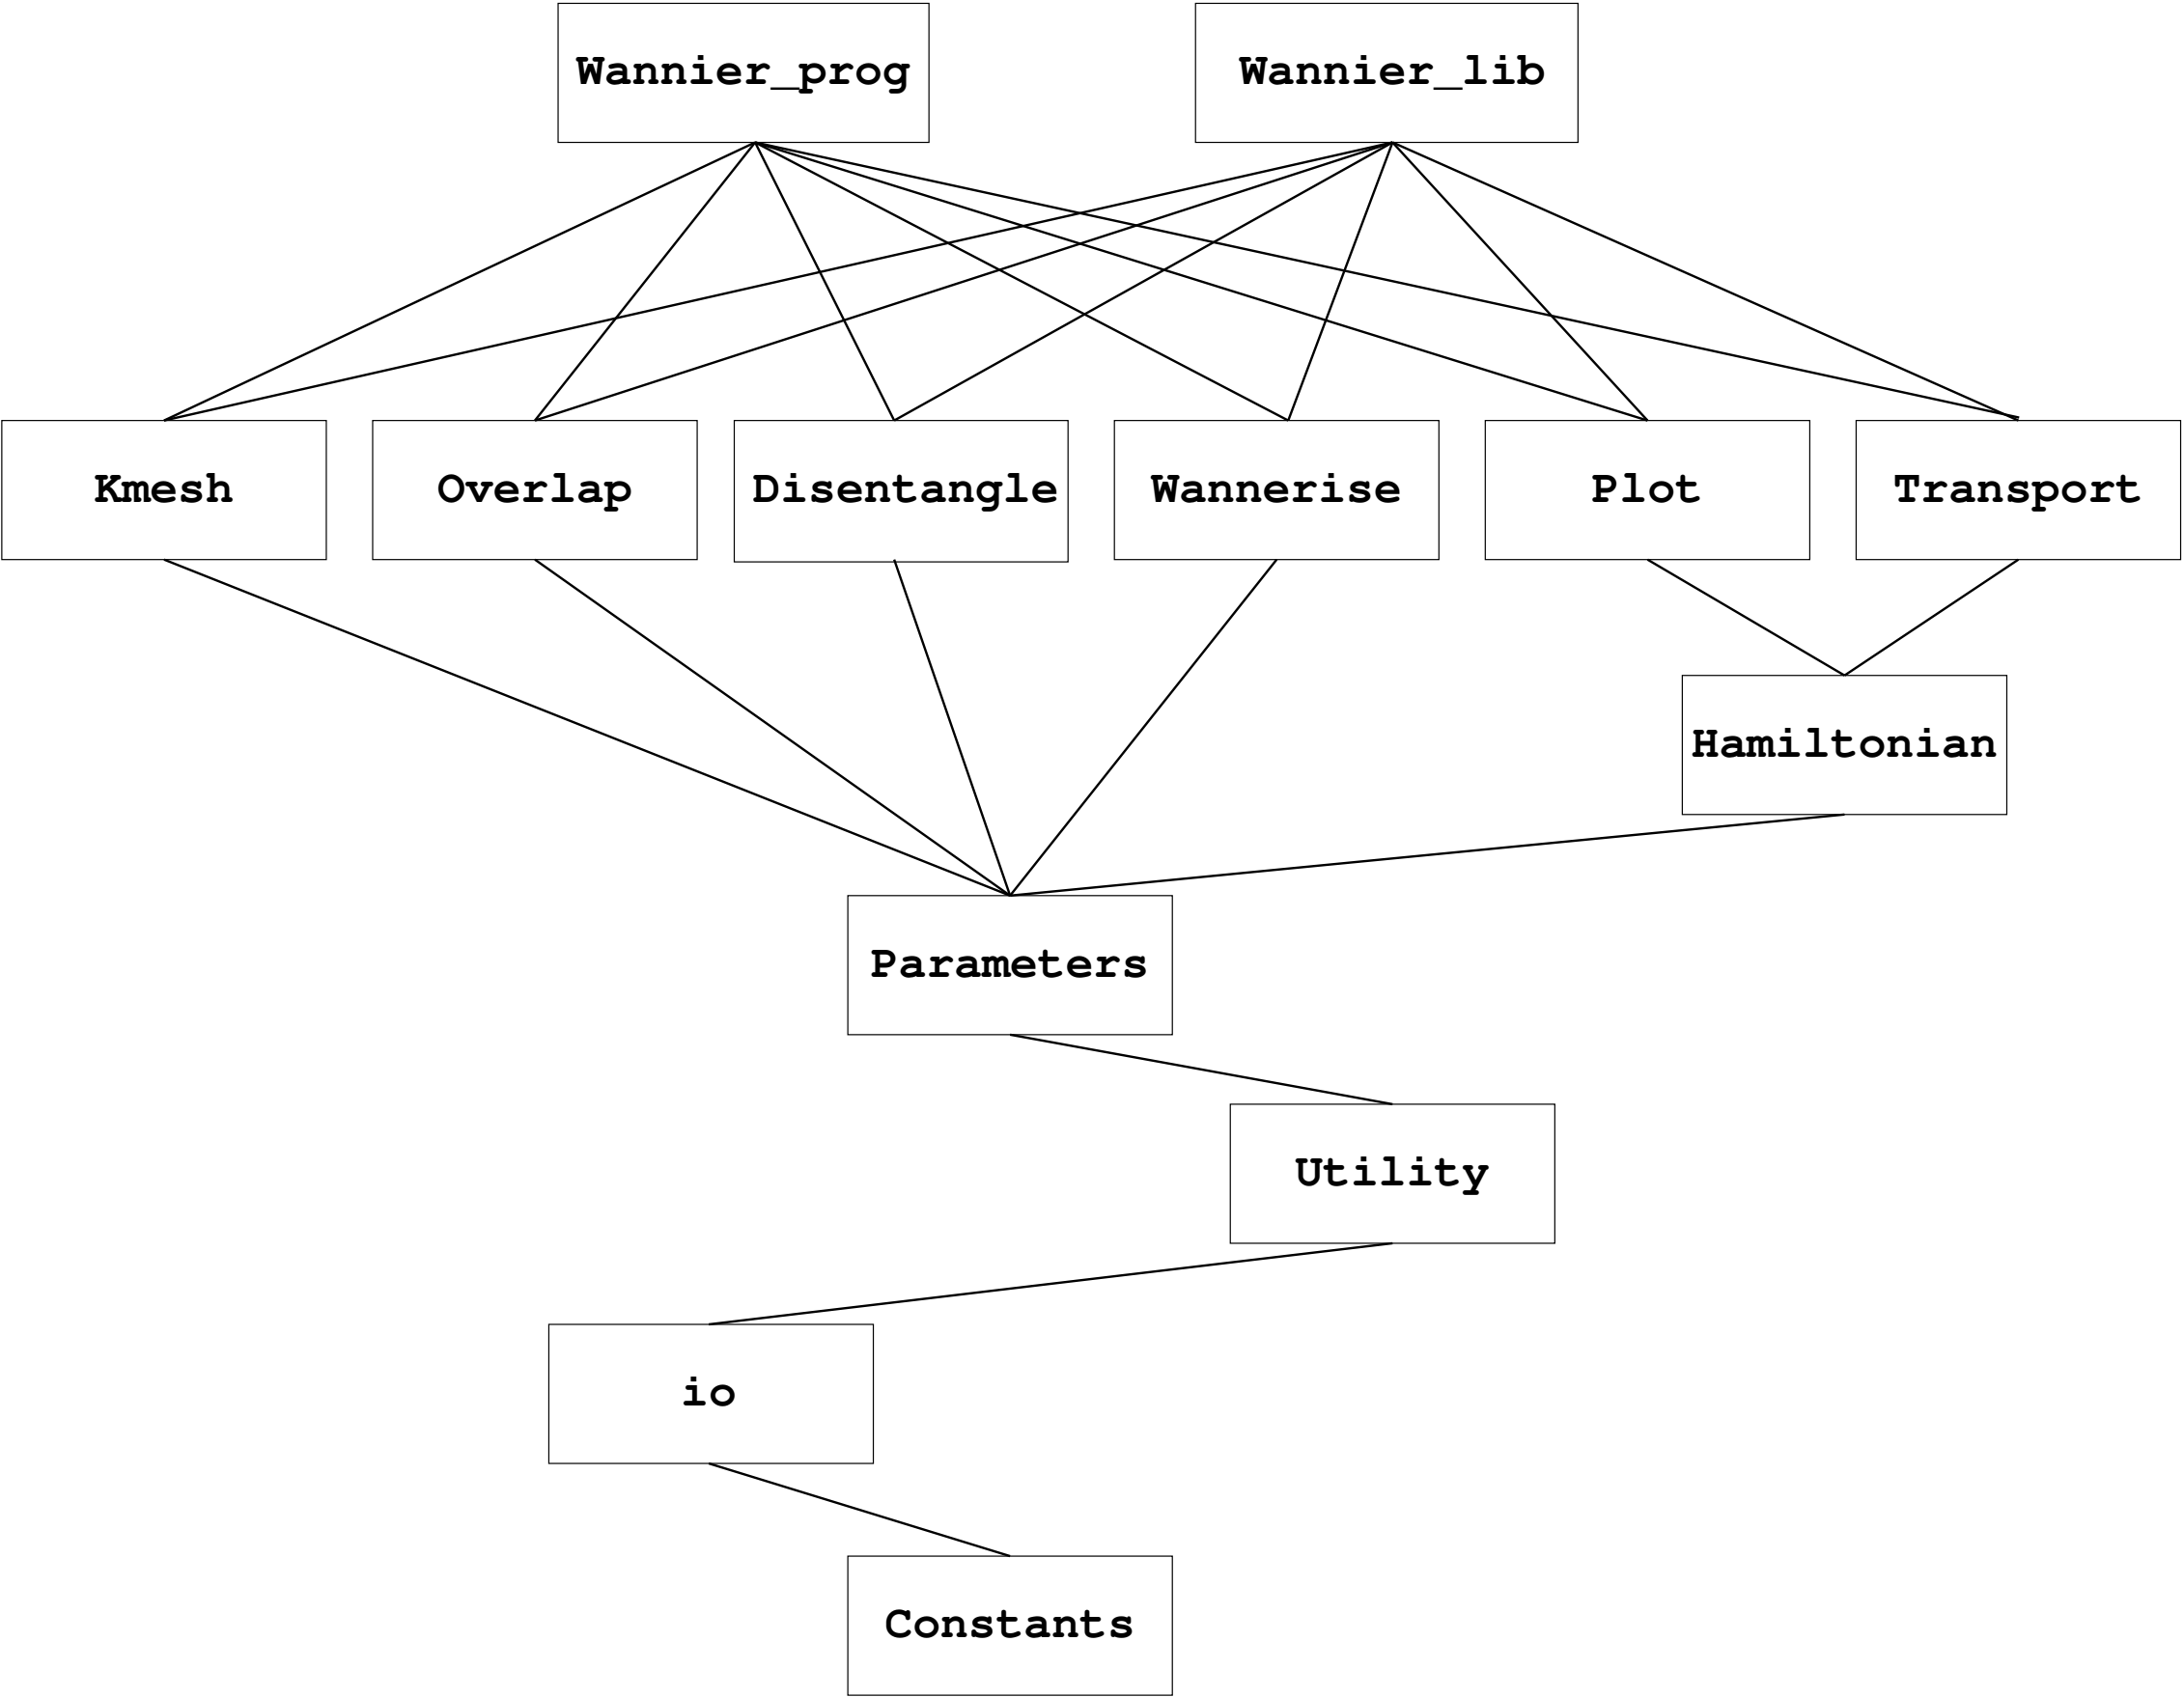 Wannier_prog
Wannier_lib
Kmesh
Overlap
Disentangle
Wannerise
Plot
Transport
Hamiltonian
Parameters
Utility
io
Constants